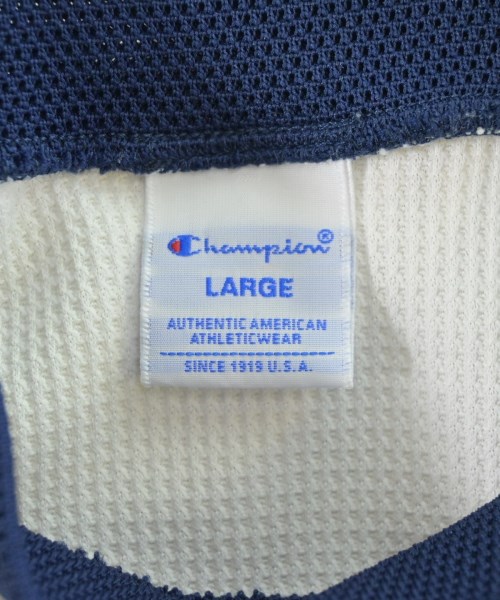 Champion®
LARGE
AUTHENTIC AMERICAN
ATHLETICWEAR
SINCE 1919 U.S.A.